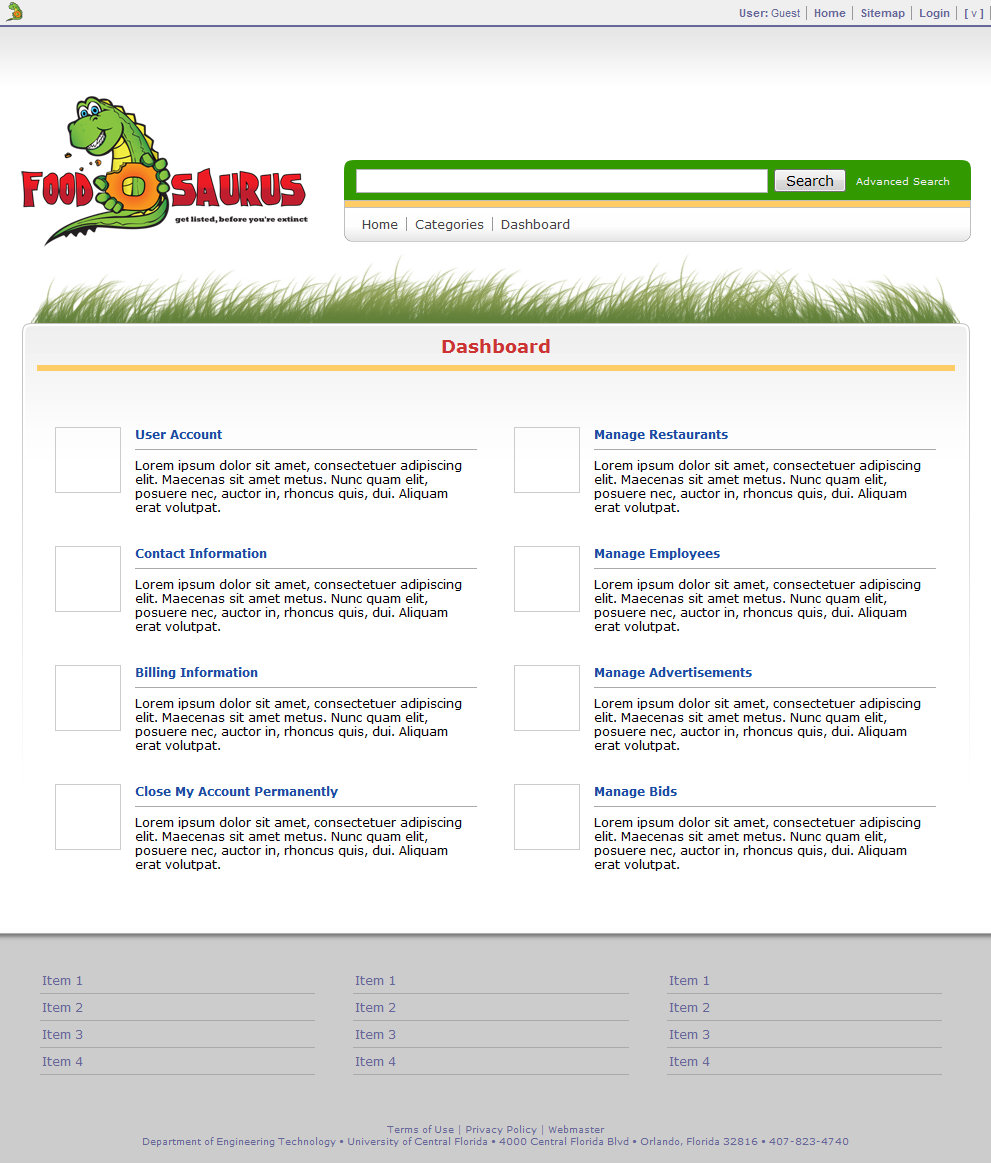 User: Guest | Home | Sitemap | Login | [ v ]
FOOD O SAURUS
get listed, before you're extinct
Search Advanced Search
Home | Categories | Dashboard
Dashboard
User Account
Lorem ipsum dolor sit amet, consectetuer adipiscing
elit. Maecenas sit amet metus. Nunc quam elit,
posuere nec, auctor in, rhoncus quis, dui. Aliquam
erat volutpat.
Manage Restaurants
Lorem ipsum dolor sit amet, consectetuer adipiscing
elit. Maecenas sit amet metus. Nunc quam elit,
posuere nec, auctor in, rhoncus quis, dui. Aliquam
erat volutpat.
Contact Information
Lorem ipsum dolor sit amet, consectetuer adipiscing
elit. Maecenas sit amet metus. Nunc quam elit,
posuere nec, auctor in, rhoncus quis, dui. Aliquam
erat volutpat.
Manage Employees
Lorem ipsum dolor sit amet, consectetuer adipiscing
elit. Maecenas sit amet metus. Nunc quam elit,
posuere nec, auctor in, rhoncus quis, dui. Aliquam
erat volutpat.
Billing Information
Lorem ipsum dolor sit amet, consectetuer adipiscing
elit. Maecenas sit amet metus. Nunc quam elit,
posuere nec, auctor in, rhoncus quis, dui. Aliquam
erat volutpat.
Manage Advertisements
Lorem ipsum dolor sit amet, consectetuer adipiscing
elit. Maecenas sit amet metus. Nunc quam elit,
posuere nec, auctor in, rhoncus quis, dui. Aliquam
erat volutpat.
Close My Account Permanently
Lorem ipsum dolor sit amet, consectetuer adipiscing
elit. Maecenas sit amet metus. Nunc quam elit,
posuere nec, auctor in, rhoncus quis, dui. Aliquam
erat volutpat.
Manage Bids
Lorem ipsum dolor sit amet, consectetuer adipiscing
elit. Maecenas sit amet metus. Nunc quam elit,
posuere nec, auctor in, rhoncus quis, dui. Aliquam
erat volutpat.
Item 1
Item 2
Item 3
Item 4
Item 1
Item 2
Item 3
Item 4
Item 1
Item 2
Item 3
Item 4
Terms of Use | Privacy Policy | Webmaster
Department of Engineering Technology • University of Central Florida • 4000 Central Florida Blvd • Orlando, Florida 32816 • 407-823-4740